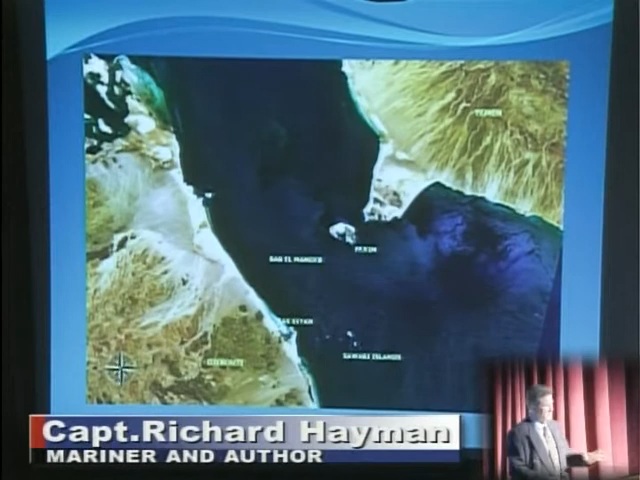 YEMEN
PERIM
BAB EL MANDEB
SAWABI ISLANDS
DJIBOUTI
Capt.Richard Hayman
MARINER AND AUTHOR